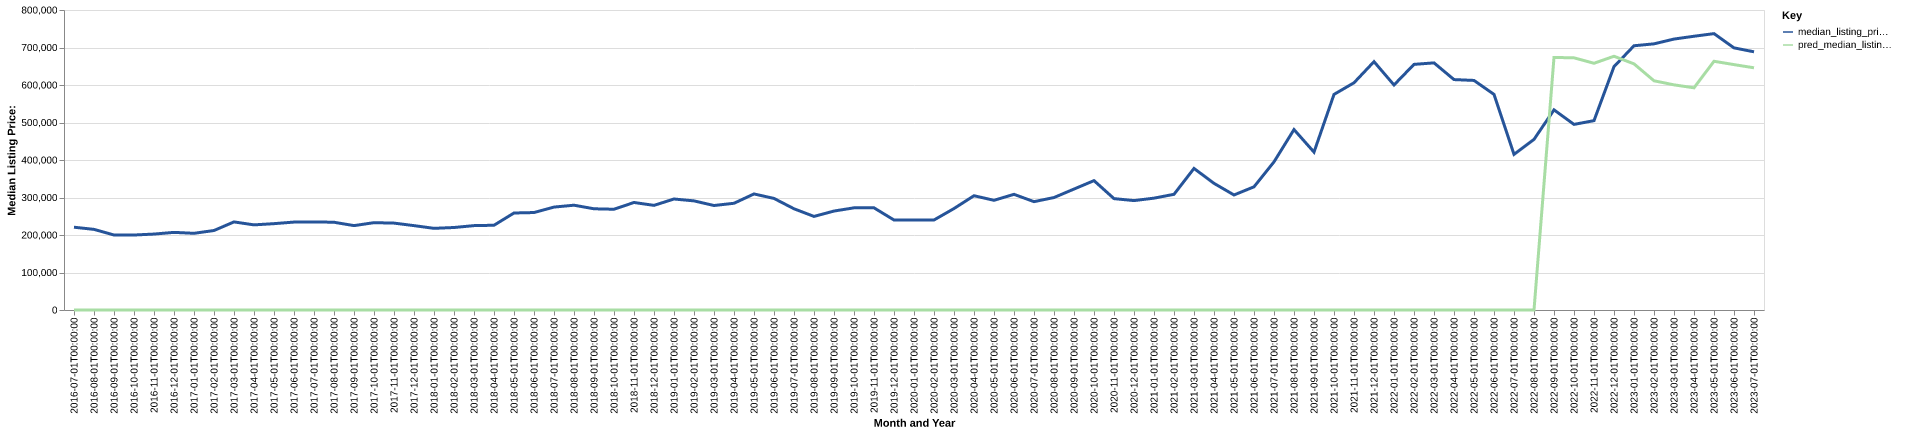 800,000
700,000
600,000
500,000
400,000
300,000
200,000
100,000
0
Median Listing Price:
2016-07-01T00:00:00
2016-08-01T00:00:00
2016-09-01T00:00:00
2016-10-01T00:00:00
2016-11-01T00:00:00
2016-12-01T00:00:00
2017-01-01T00:00:00
2017-02-01T00:00:00
2017-03-01T00:00:00
2017-04-01T00:00:00
2017-05-01T00:00:00
2017-06-01T00:00:00
2017-07-01T00:00:00
2017-08-01T00:00:00
2017-09-01T00:00:00
2017-10-01T00:00:00
2017-11-01T00:00:00
2017-12-01T00:00:00
2018-01-01T00:00:00
2018-02-01T00:00:00
2018-03-01T00:00:00
2018-04-01T00:00:00
2018-05-01T00:00:00
2018-06-01T00:00:00
2018-07-01T00:00:00
2018-08-01T00:00:00
2018-09-01T00:00:00
2018-10-01T00:00:00
2018-11-01T00:00:00
2018-12-01T00:00:00
2019-01-01T00:00:00
2019-02-01T00:00:00
2019-03-01T00:00:00
2019-04-01T00:00:00
2019-05-01T00:00:00
2019-06-01T00:00:00
2019-07-01T00:00:00
2019-08-01T00:00:00
2019-09-01T00:00:00
2019-10-01T00:00:00
2019-11-01T00:00:00
2019-12-01T00:00:00
2020-01-01T00:00:00
2020-02-01T00:00:00
2020-03-01T00:00:00
2020-04-01T00:00:00
2020-05-01T00:00:00
2020-06-01T00:00:00
2020-07-01T00:00:00
2020-08-01T00:00:00
2020-09-01T00:00:00
2020-10-01T00:00:00
2020-11-01T00:00:00
2020-12-01T00:00:00
2021-01-01T00:00:00
2021-02-01T00:00:00
2021-03-01T00:00:00
2021-04-01T00:00:00
2021-05-01T00:00:00
2021-06-01T00:00:00
2021-07-01T00:00:00
2021-08-01T00:00:00
2021-09-01T00:00:00
2021-10-01T00:00:00
2021-11-01T00:00:00
2021-12-01T00:00:00
2022-01-01T00:00:00
2022-02-01T00:00:00
2022-03-01T00:00:00
2022-04-01T00:00:00
2022-05-01T00:00:00
2022-06-01T00:00:00
2022-07-01T00:00:00
2022-08-01T00:00:00
2022-09-01T00:00:00
2022-10-01T00:00:00
2022-11-01T00:00:00
2022-12-01T00:00:00
2023-01-01T00:00:00
2023-02-01T00:00:00
2023-03-01T00:00:00
2023-04-01T00:00:00
2023-05-01T00:00:00
2023-06-01T00:00:00
2023-07-01T00:00:00
Month and Year
Key
median_listing_pri…
pred_median_listin…